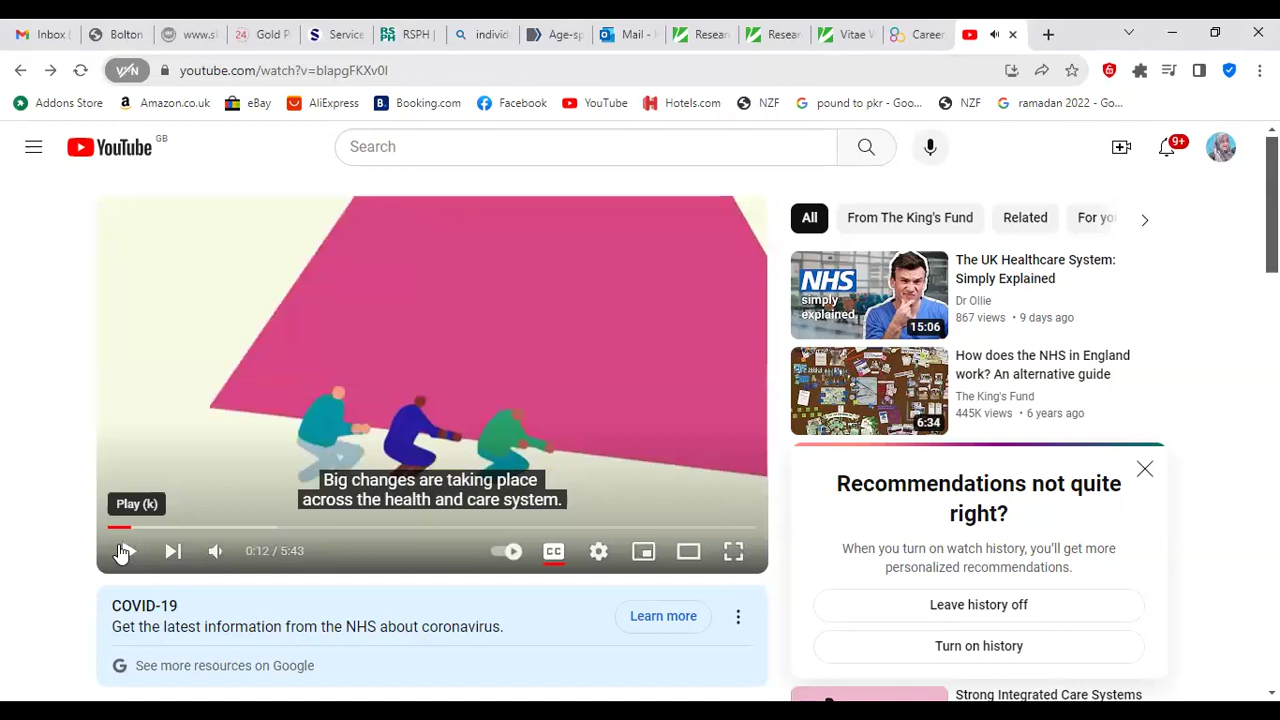 Inbox (
Bolton
www.sl
Gold P
Service
RSPH
RSPH |
individ
Age-sp
Mail -
Resear
Resear
Vitae V
Career
VPN
youtube.com/watch?v=blapgFKXv0I
Addons Store
Amazon.co.uk
eBay
AliExpress
B.
Booking.com
Facebook
YouTube
Hotels.com
NZF
pound to pkr - Goo...
NZF
ramadan 2022 - Go...
YouTube GB
Search
9+
All
From The King's Fund
Related
For you
NHS
simply
explained
15:06
The UK Healthcare System:
Simply Explained
Dr Ollie
867 views • 9 days ago
6:34
How does the NHS in England
work? An alternative guide
The King's Fund
445K views • 6 years ago
Big changes are taking place
across the health and care system.
Play (k)
0:12 / 5:43
CC
Recommendations not quite
right?
When you turn on watch history, you'll get more
personalized recommendations.
Leave history off
Turn on history
COVID-19
Get the latest information from the NHS about coronavirus.
Learn more
See more resources on Google
Strong Integrated Care Systems